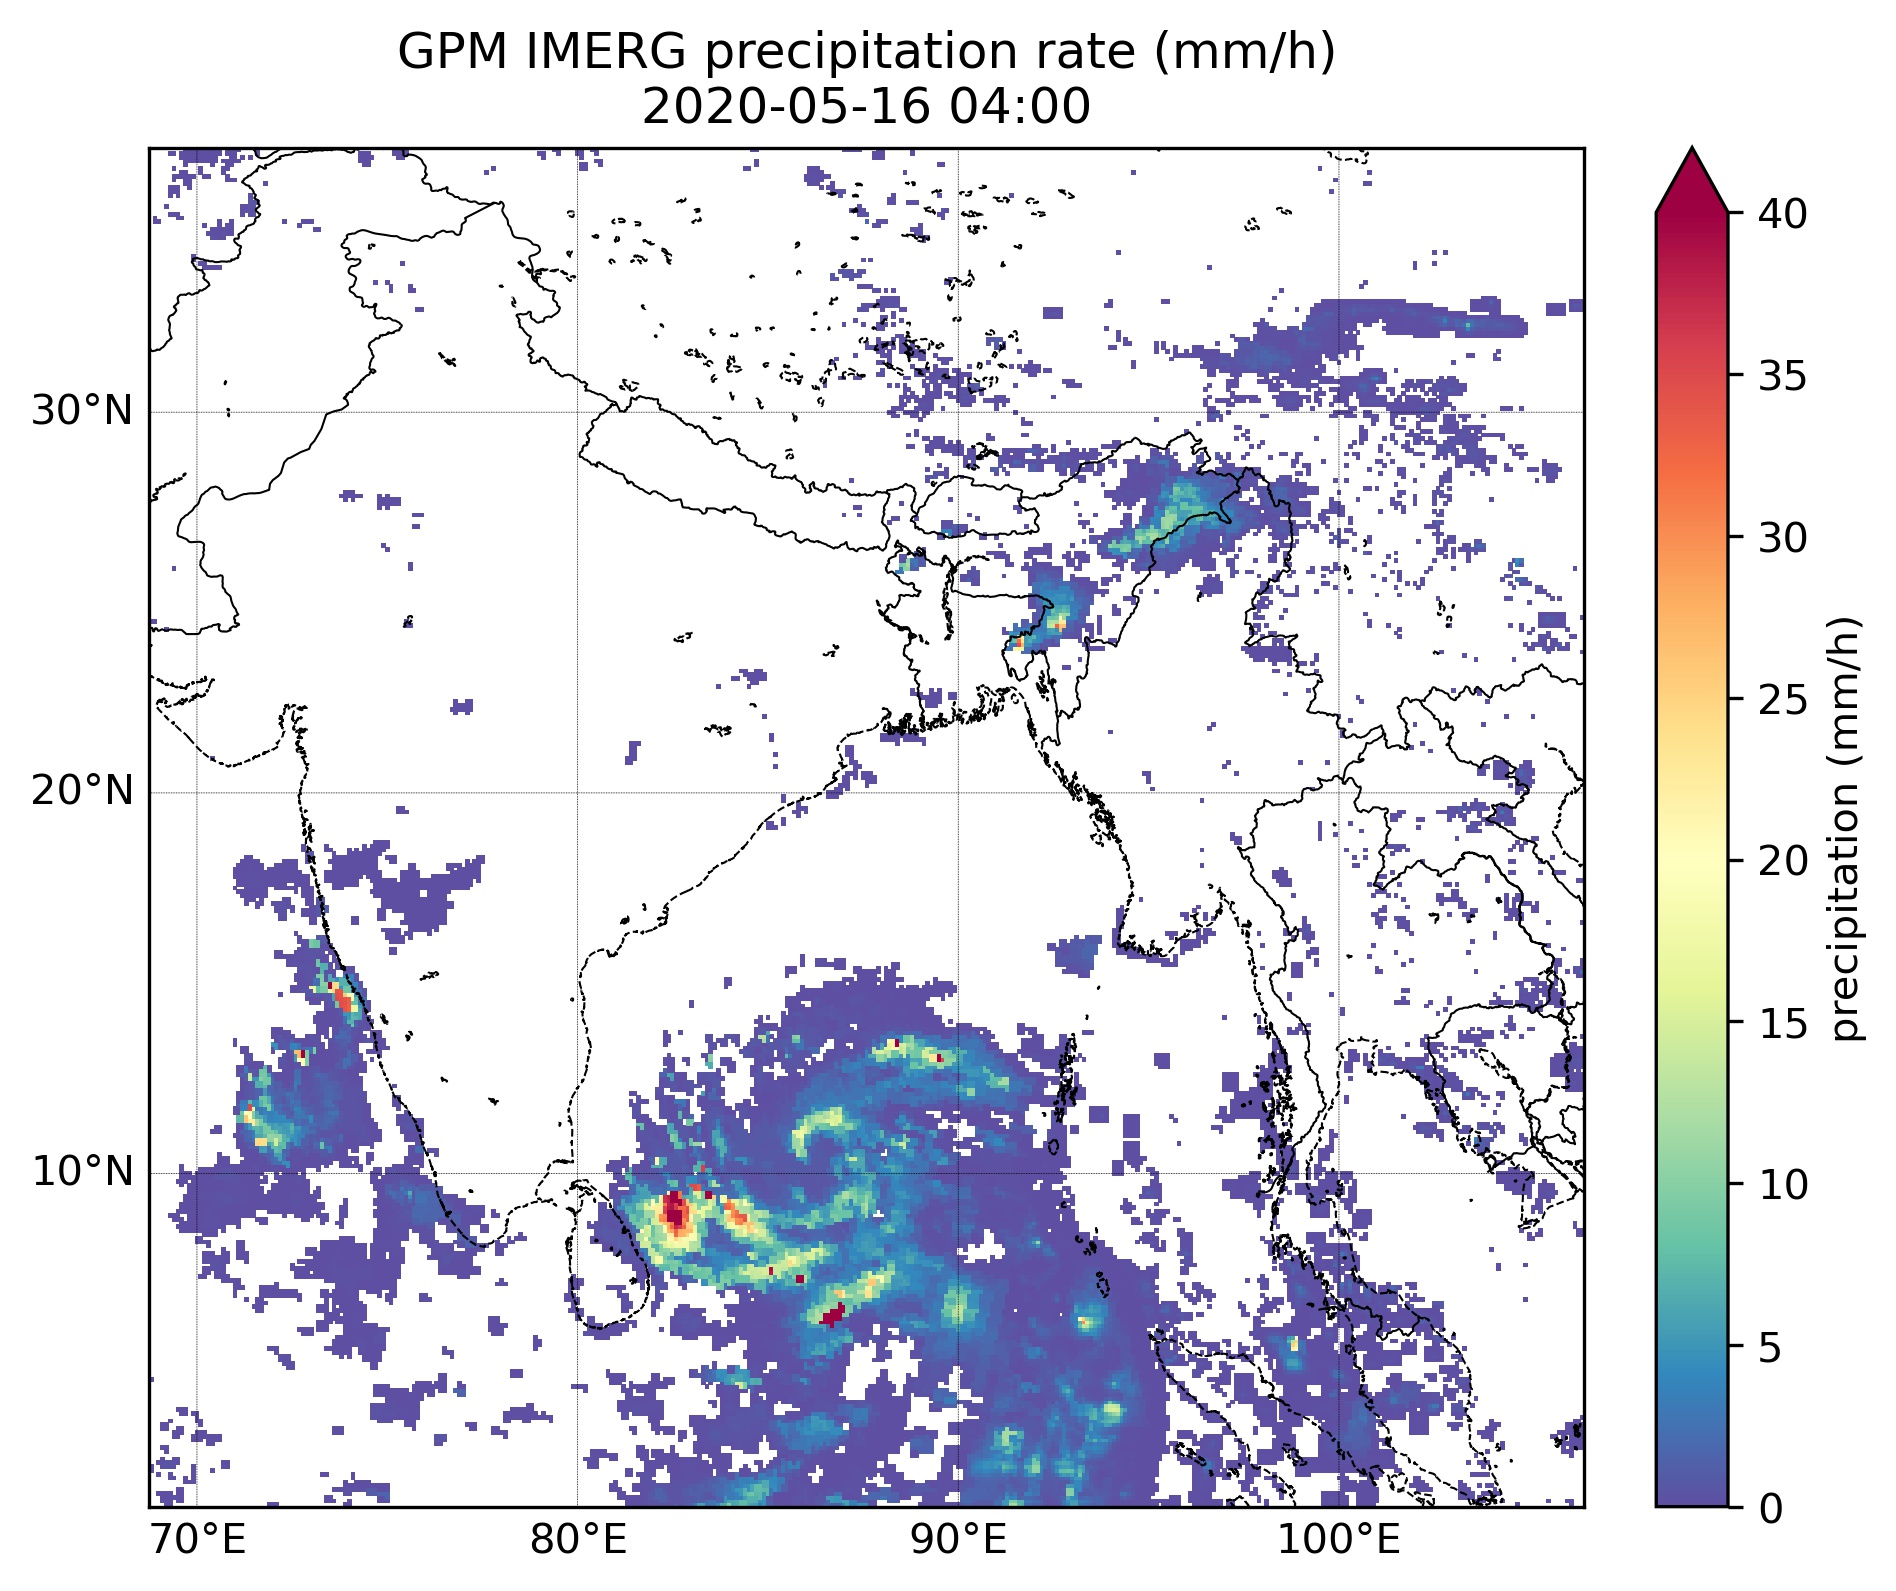 GPM IMERG precipitation rate (mm/h)
2020-05-16 04:00
30°N
20°N
10°N
70°E
80°E
90°E
100°E
40
35
30
25
20
15
10
5
0
precipitation (mm/h)